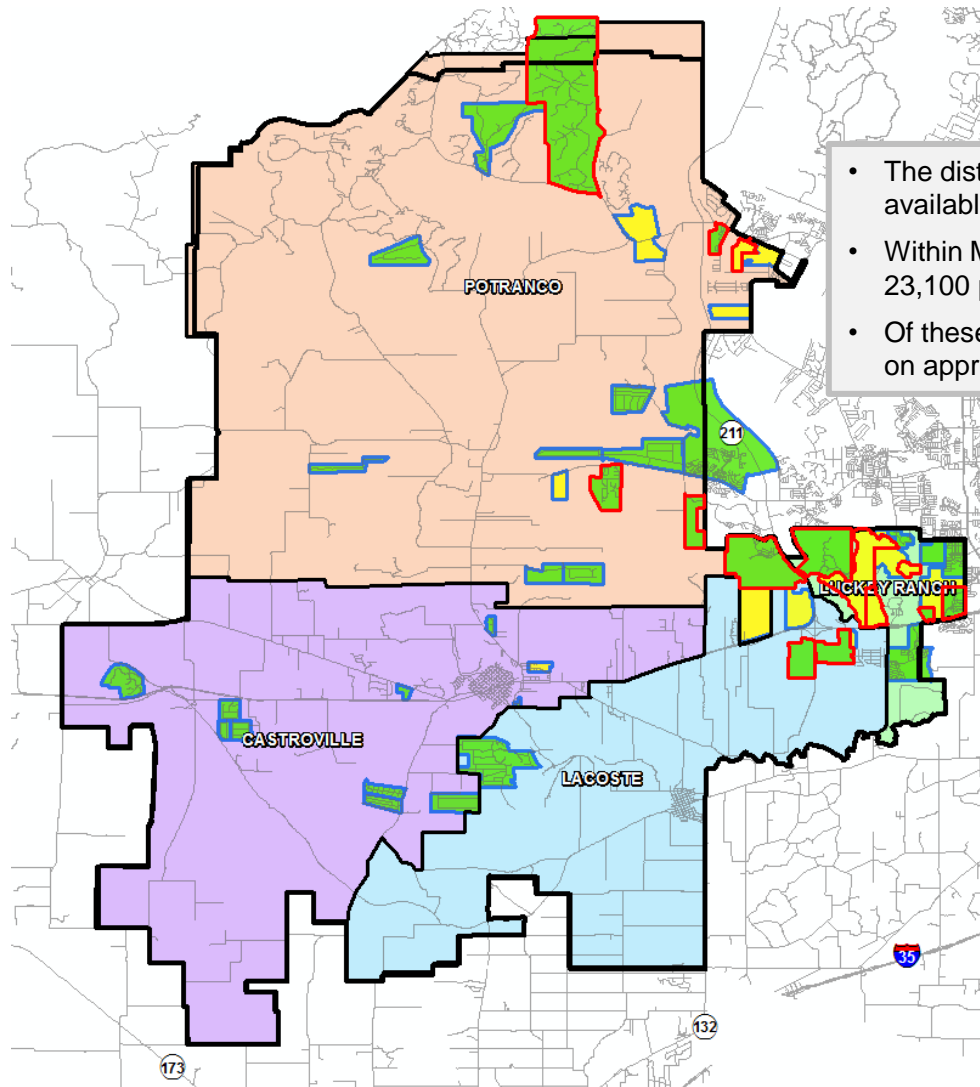 • The dist
availabl
• Within M
23,100
• Of these
on appr
POTRANCO
211
LUCKEY RANCH
CASTROVILLE
LACOSTE
35
132
173